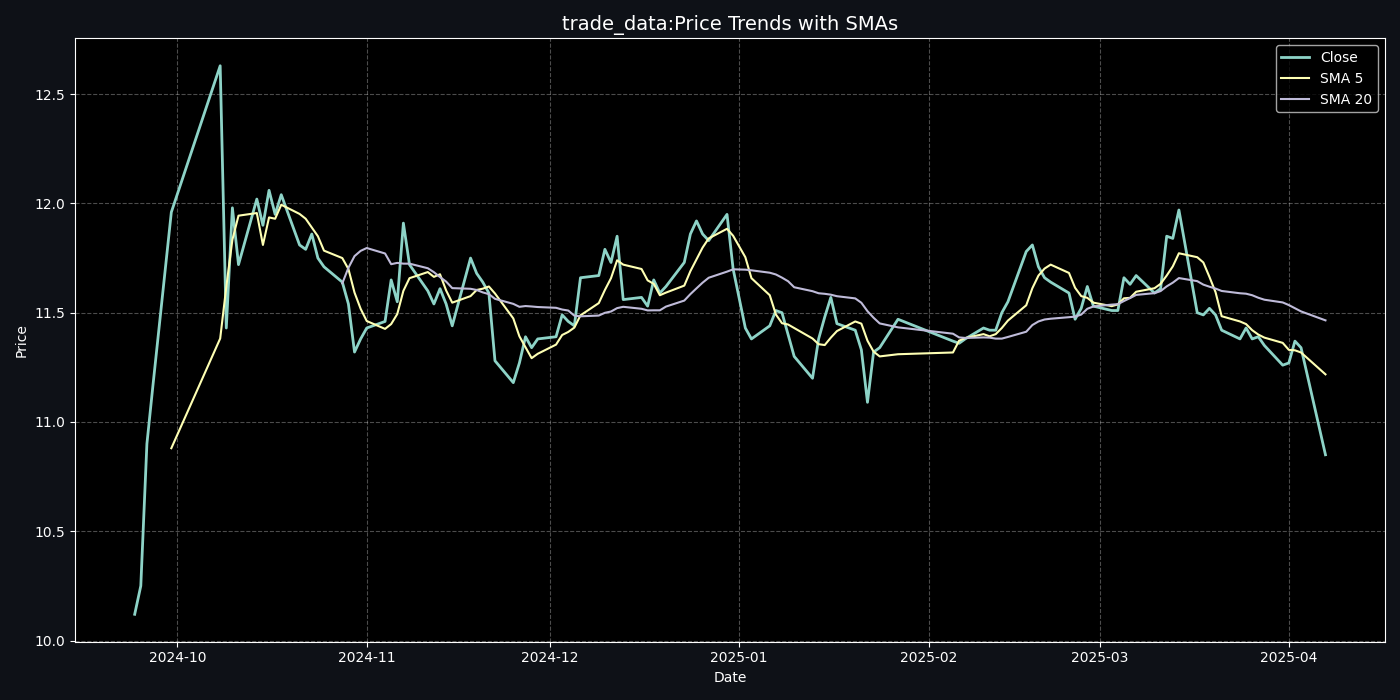 trade_data:Price Trends with SMAs
Close
SMA 5
SMA 20
Price
12.5
12.0
11.5
11.0
10.5
10.0
2024-10 2024-11 2024-12 2025-01 2025-02 2025-03 2025-04
Date